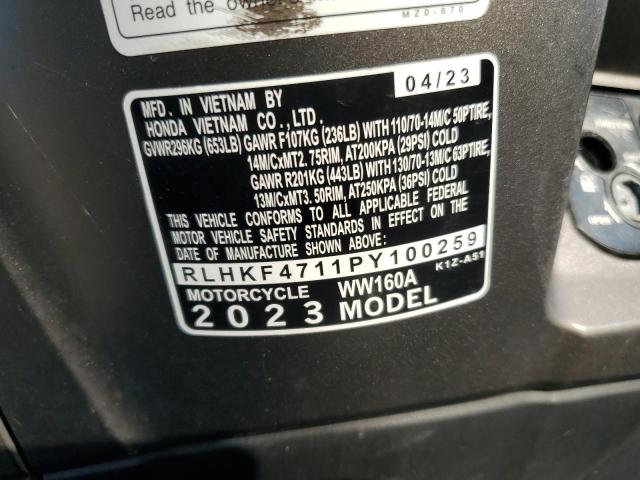 Read the owner
MZ0-670
04/23
MFD. IN VIETNAM BY
HONDA VIETNAM CO., LTD.
GVWR296KG (653LB) GAWR F107KG (236LB) WITH 110/70-14M/C 50PTIRE,
14M/CxMT2.75RIM, AT200KPA (29PSI) COLD
GAWR R201KG (443LB) WITH 130/70-13M/C 63PTIRE,
13M/CxMT3.50RIM, AT250KPA (36PSI) COLD
THIS VEHICLE CONFORMS TO ALL APPLICABLE FEDERAL
MOTOR VEHICLE SAFETY STANDARDS IN EFFECT ON THE
DATE OF MANUFACTURE SHOWN ABOVE.
RLHKF4711PY100259
K1Z-A51
MOTORCYCLE WW160A
2023 MODEL
OPEN